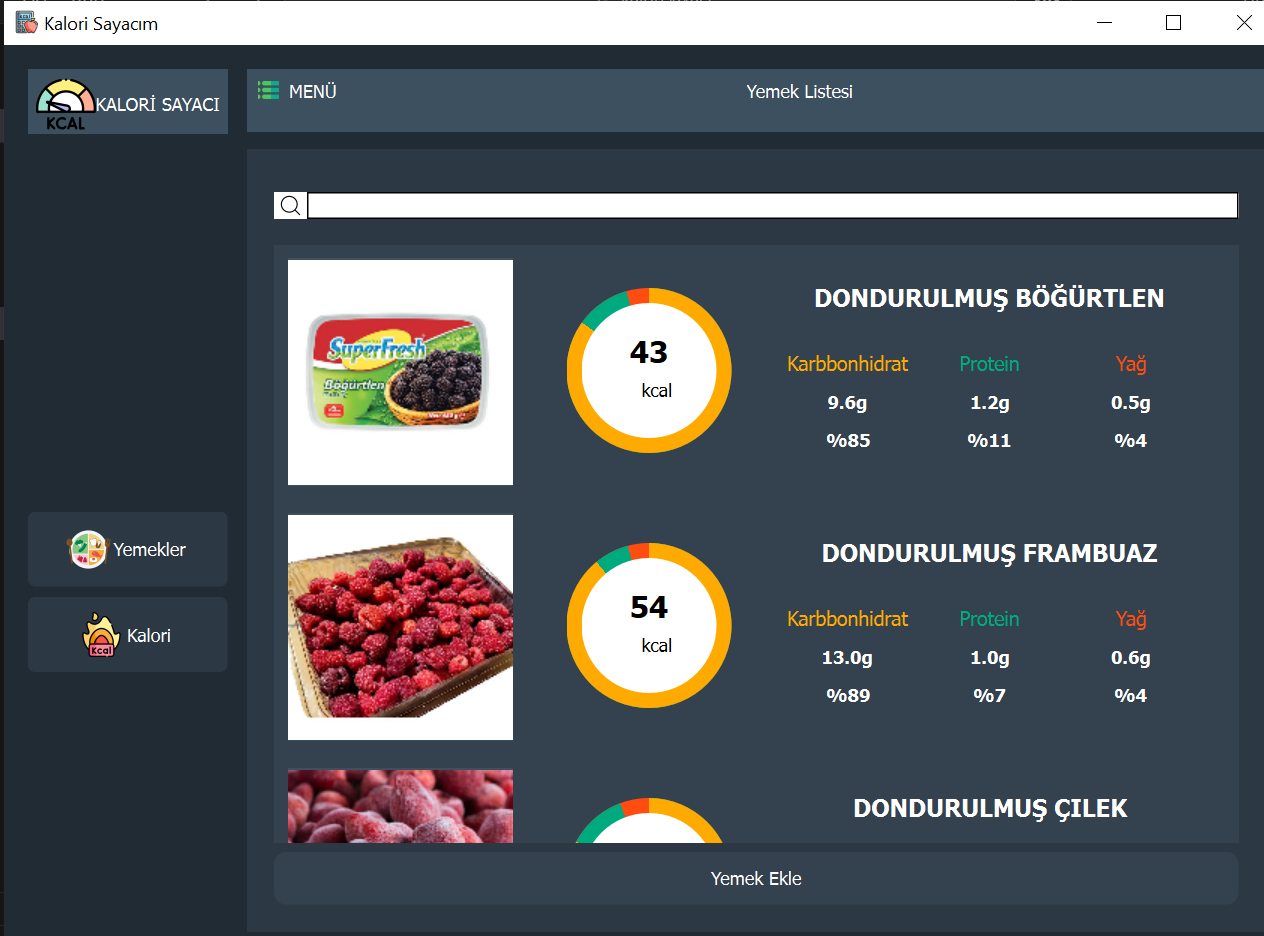 Kalori Sayacım
KALORİ SAYACI
KCAL
MENÜ
Yemek Listesi
SuperFresh
Böğürtlen
43
kcal
DONDURULMUŞ BÖĞÜRTLEN
Karbbonhidrat Protein Yağ
9.6g 1.2g 0.5g
%85 %11 %4
54
kcal
DONDURULMUŞ FRAMBUAZ
Karbbonhidrat Protein Yağ
13.0g 1.0g 0.6g
%89 %7 %4
DONDURULMUŞ ÇILEK
Yemekler
Kcal
Kalori
Yemek Ekle